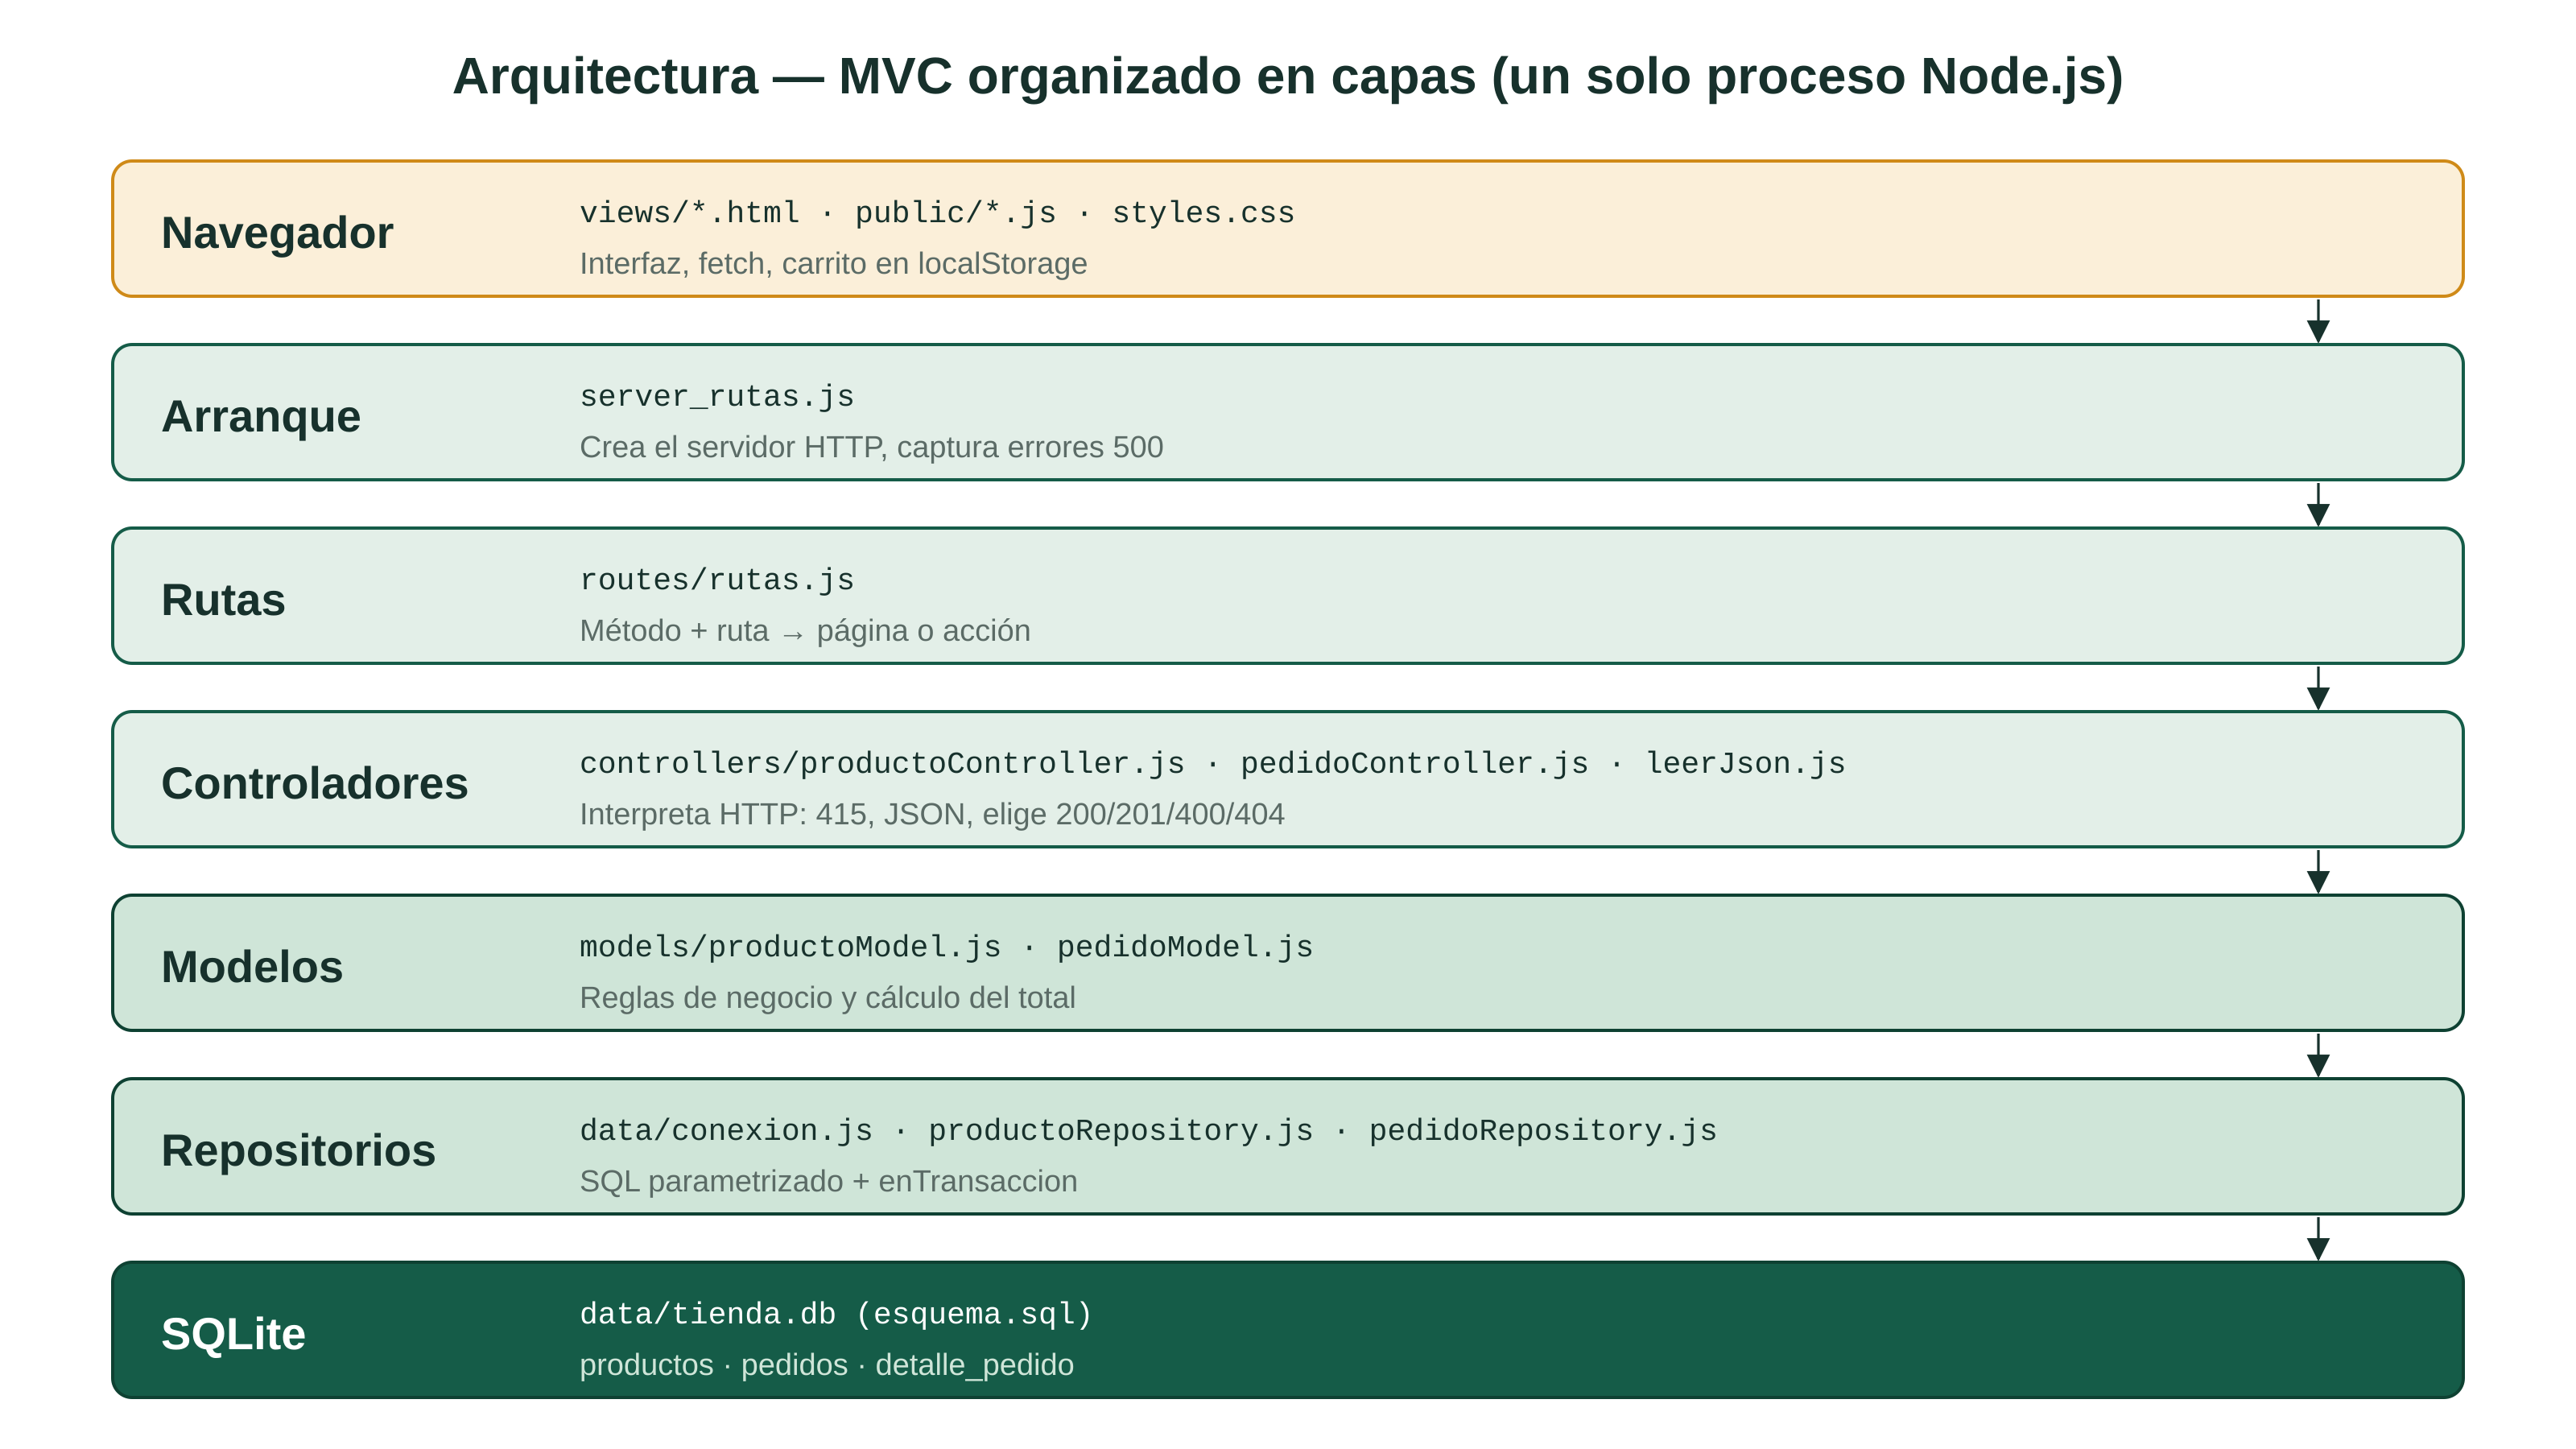 Arquitectura — MVC organizado en capas (un solo proceso Node.js)
Navegador
views/*.html · public/*.js · styles.css
Interfaz, fetch, carrito en localStorage
Arranque
server_rutas.js
Crea el servidor HTTP, captura errores 500
Rutas
routes/rutas.js
Método + ruta → página o acción
Controladores
controllers/productoController.js · pedidoController.js · leerJson.js
Interpreta HTTP: 415, JSON, elige 200/201/400/404
Modelos
models/productoModel.js · pedidoModel.js
Reglas de negocio y cálculo del total
Repositorios
data/conexion.js · productoRepository.js · pedidoRepository.js
SQL parametrizado + enTransaccion
SQLite
data/tienda.db (esquema.sql)
productos · pedidos · detalle_pedido